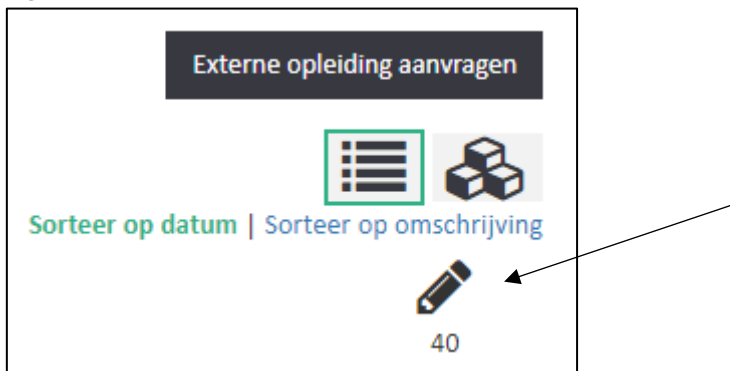 Externe opleiding aanvragen
Sorteer op datum | Sorteer op omschrijving
40